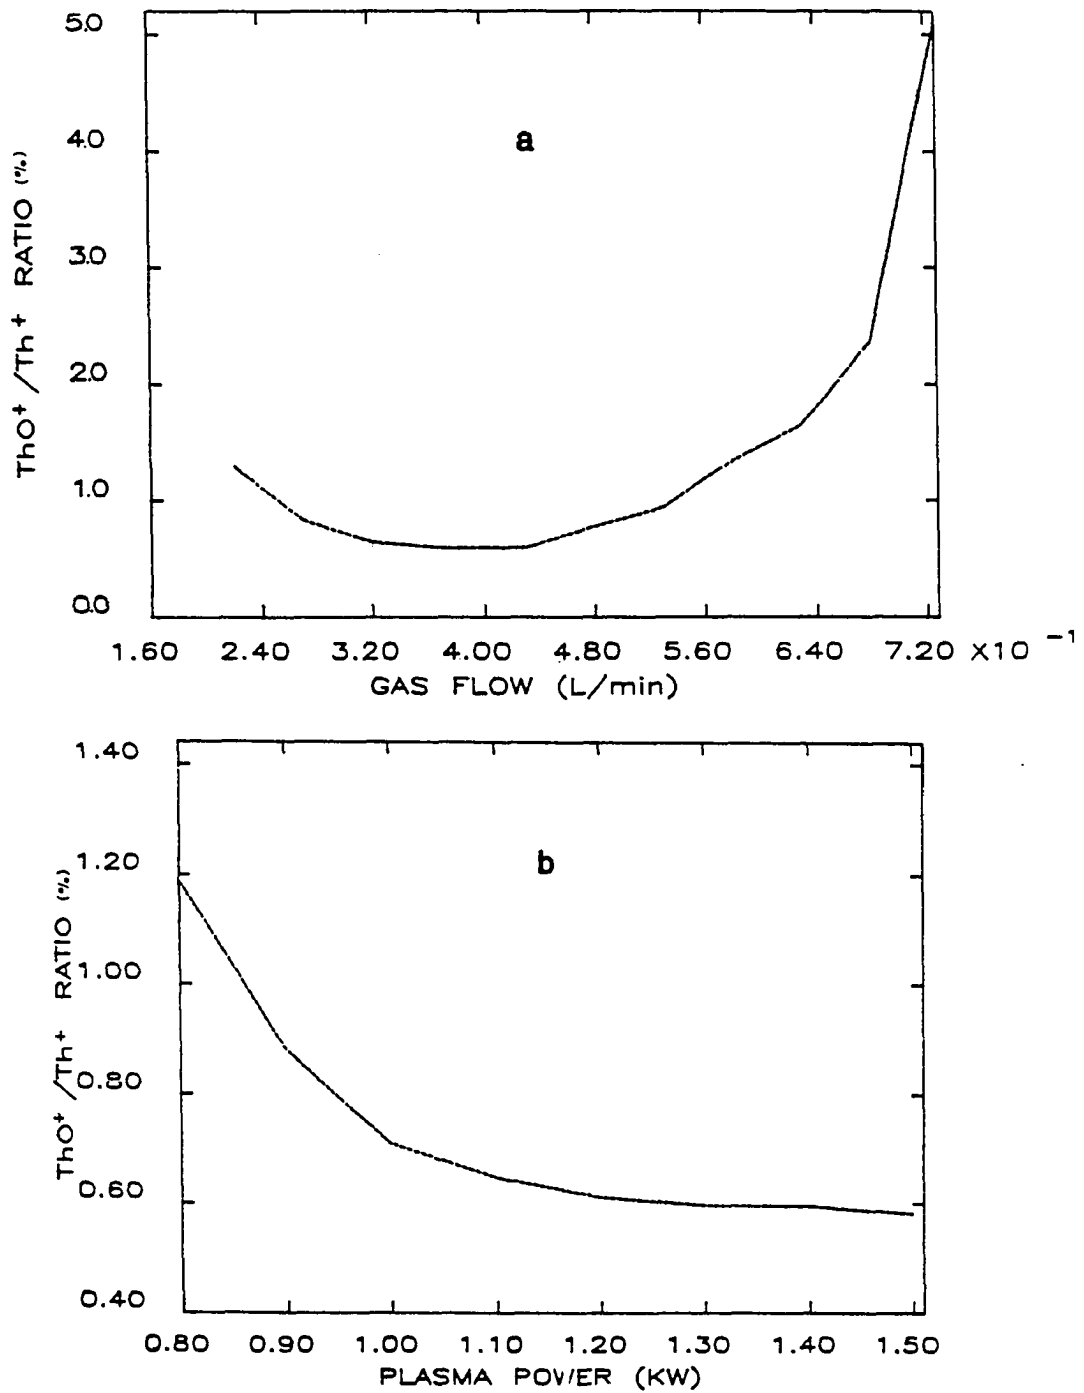 5.0
a
4.0
3.0
2.0
1.0
0.0
ThO+/Th+ RATIO (%)
1.60 2.40 3.20 4.00 4.80 5.60 6.40 7.20 X10 -1
GAS FLOW (L/min)
1.40
b
1.20
1.00
0.80
0.60
0.40
ThO+/Th+ RATIO (%)
0.80 0.90 1.00 1.10 1.20 1.30 1.40 1.50
PLASMA POWER (KW)